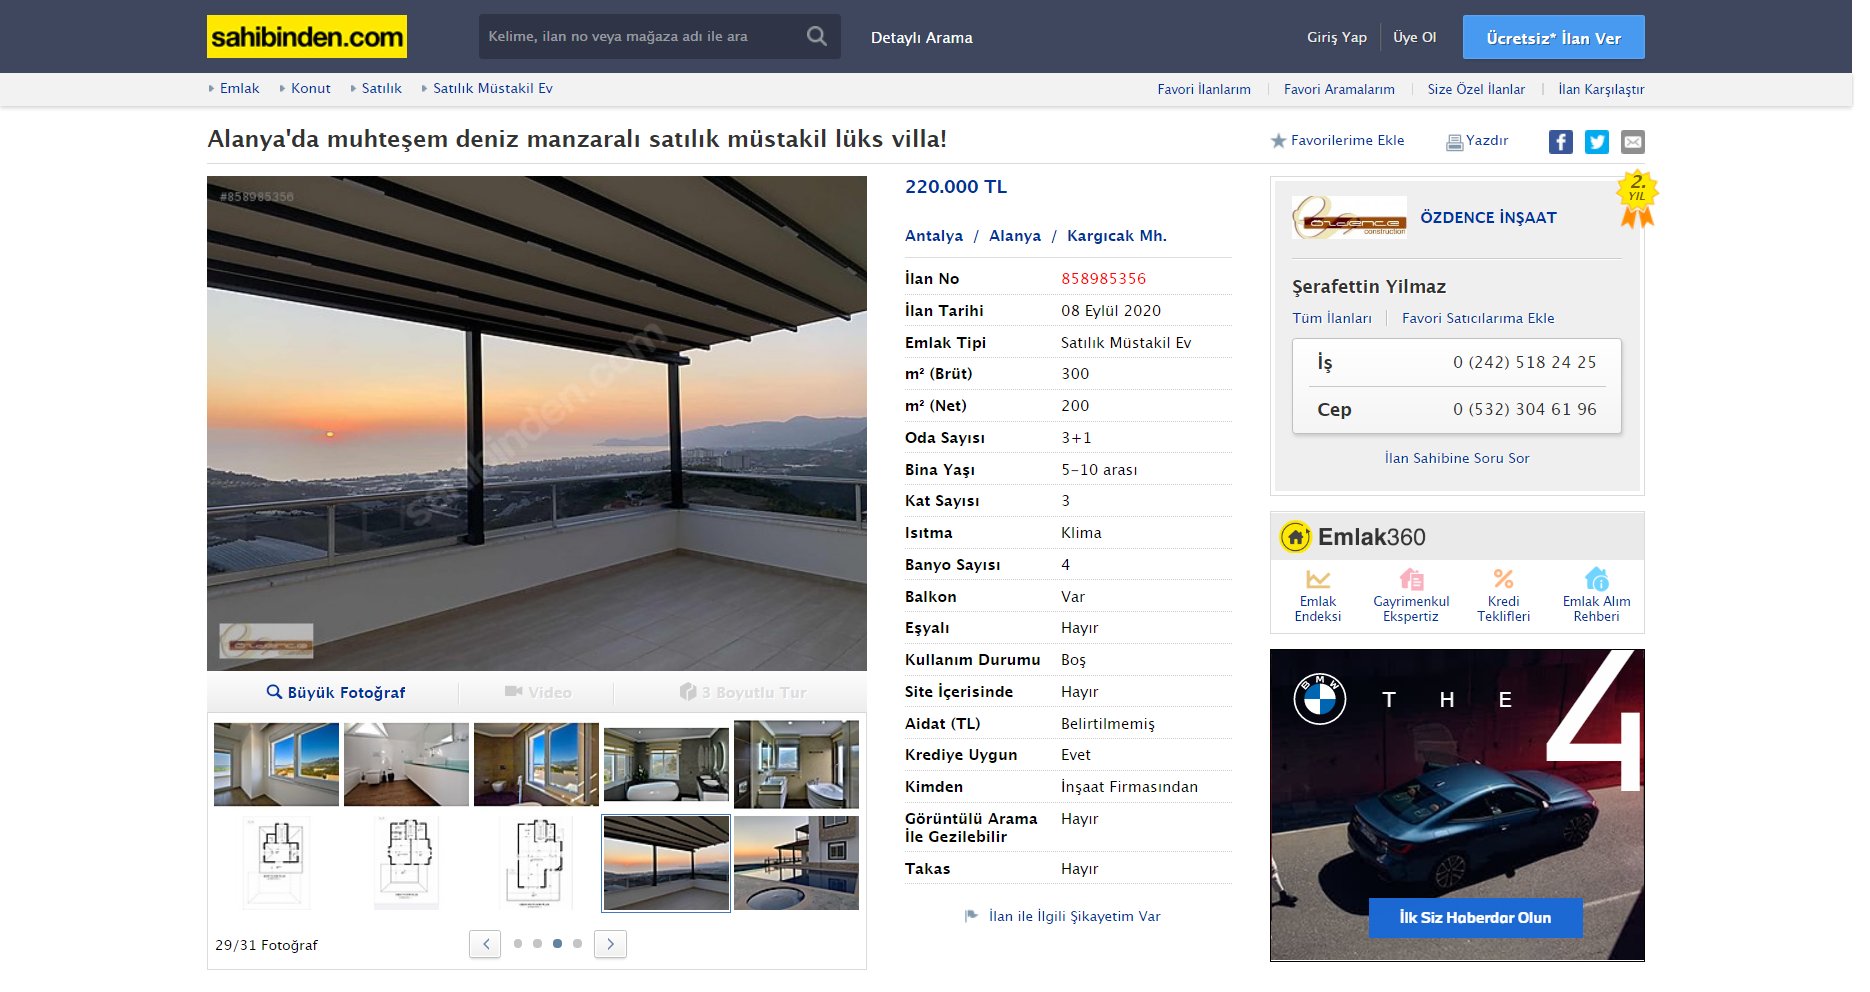 sahibinden.com
Kelime, ilan no veya mağaza adı ile ara
Detaylı Arama
Giriş Yap
Üye Ol
Ücretsiz* İlan Ver
Emlak
Konut
Satılık
Satılık Müstakil Ev
Favori İlanlarım
Favori Aramalarım
Size Özel İlanlar
İlan Karşılaştır
Alanya'da muhteşem deniz manzaralı satılık müstakil lüks villa!
Favorilerime Ekle
Yazdır
#858985356
sahibinden.com
Özdence
Büyük Fotoğraf
Video
3 Boyutlu Tur
29/31 Fotoğraf
220.000 TL
Antalya / Alanya / Kargıcak Mh.
İlan No 858985356
İlan Tarihi 08 Eylül 2020
Emlak Tipi Satılık Müstakil Ev
m² (Brüt) 300
m² (Net) 200
Oda Sayısı 3+1
Bina Yaşı 5-10 arası
Kat Sayısı 3
Isıtma Klima
Banyo Sayısı 4
Balkon Var
Eşyalı Hayır
Kullanım Durumu Boş
Site İçerisinde Hayır
Aidat (TL) Belirtilmemiş
Krediye Uygun Evet
Kimden İnşaat Firmasından
Görüntülü Arama Hayır
İle Gezilebilir
Takas Hayır
İlan ile İlgili Şikayetim Var
2.
YIL
Özdence
construction
ÖZDENCE İNŞAAT
Şerafettin Yilmaz
Tüm İlanları
Favori Satıcılarıma Ekle
İş 0 (242) 518 24 25
Cep 0 (532) 304 61 96
İlan Sahibine Soru Sor
Emlak360
Emlak
Endeksi
Gayrimenkul
Ekspertiz
Kredi
Teklifleri
Emlak Alım
Rehberi
BMW
THE
4
İlk Siz Haberdar Olun